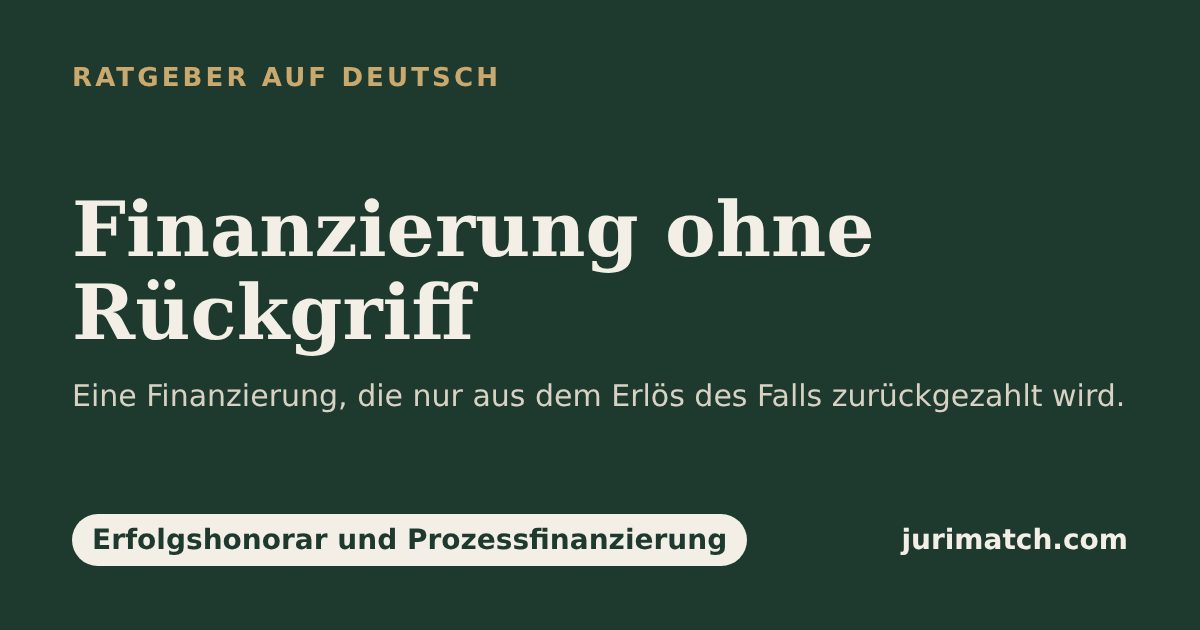 RATGEBER AUF DEUTSCH
Finanzierung ohne
Rückgriff
Eine Finanzierung, die nur aus dem Erlös des Falls zurückgezahlt wird.
Erfolgshonorar und Prozessfinanzierung
jurimatch.com